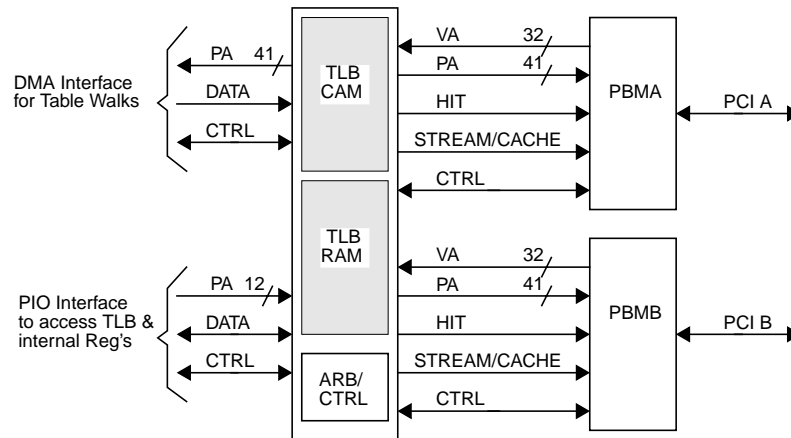 DMA Interface
for Table Walks
PA 41
DATA
CTRL
PIO Interface
to access TLB &
internal Reg's
PA 12
DATA
CTRL
TLB
CAM
TLB
RAM
ARB/
CTRL
VA 32
PA 41
HIT
STREAM/CACHE
CTRL
VA 32
PA 41
HIT
STREAM/CACHE
CTRL
PBMA
PCI A
PBMB
PCI B